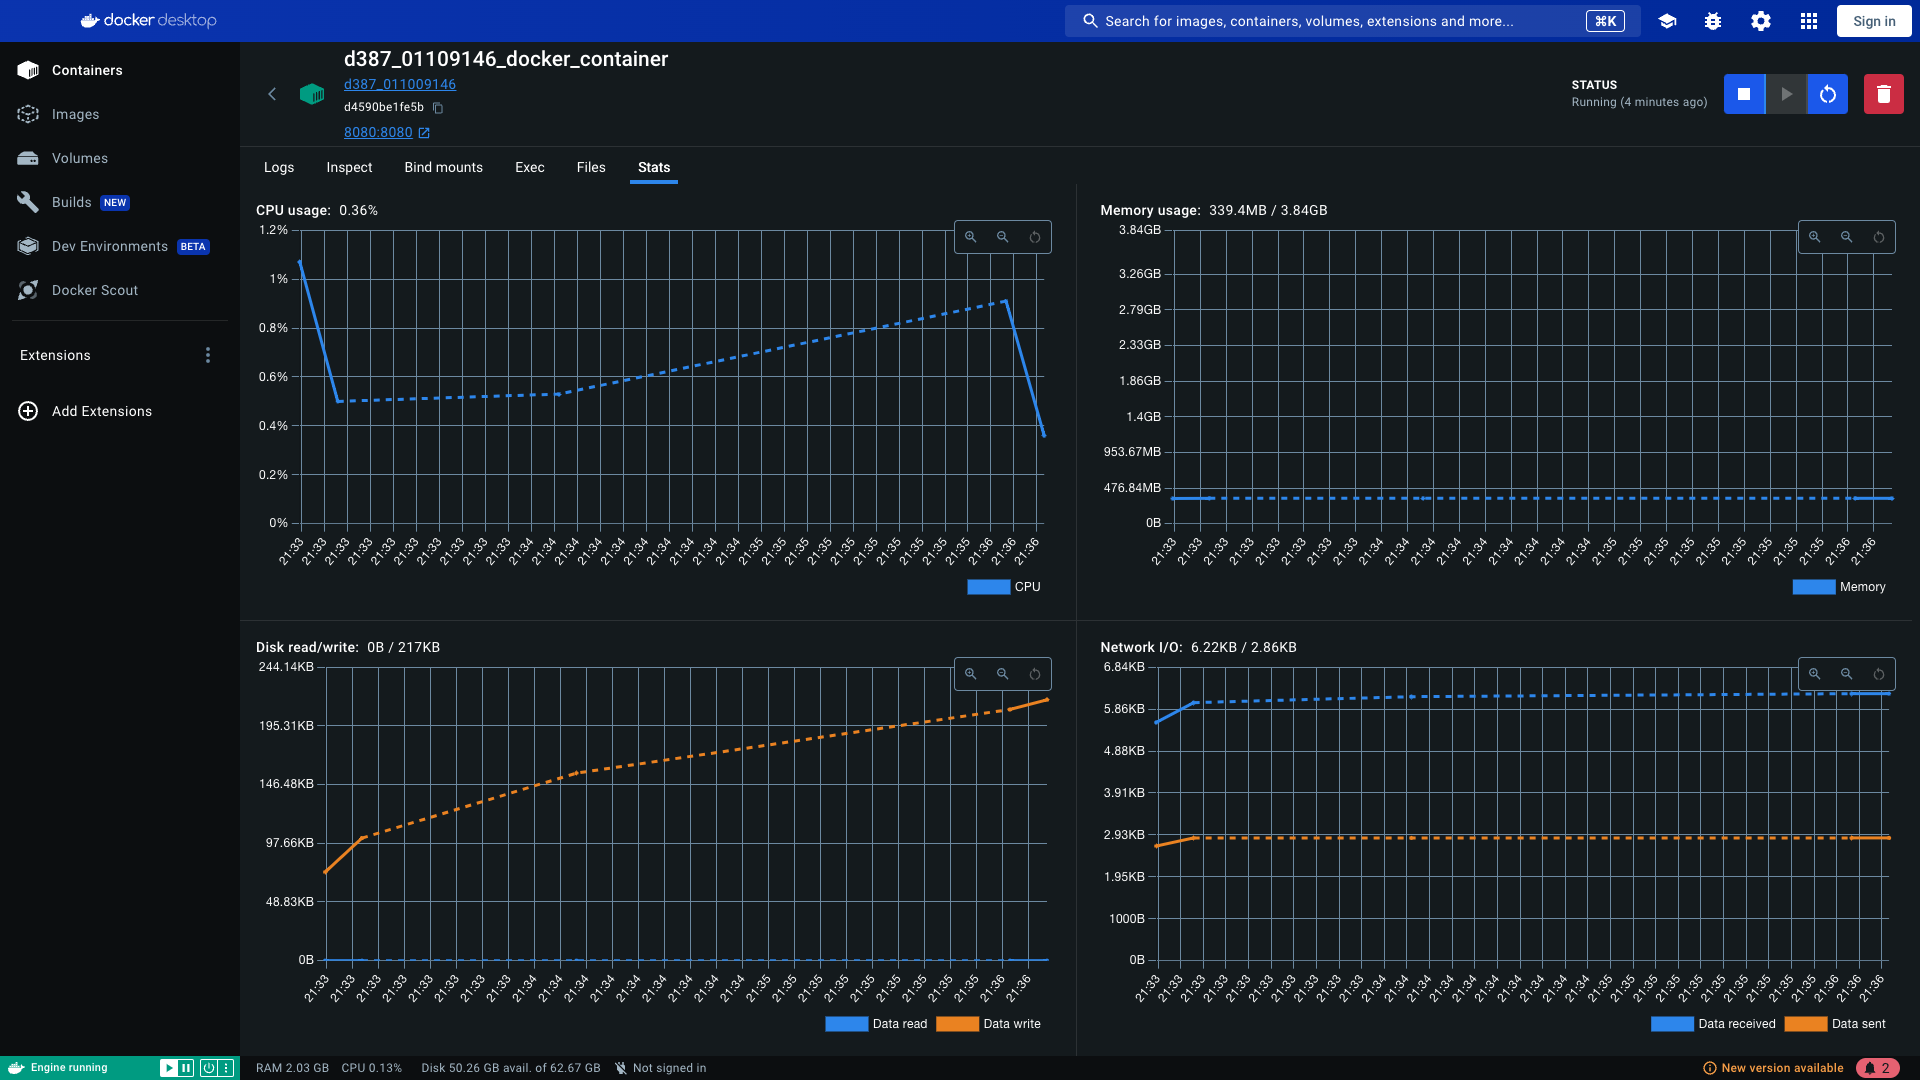 docker desktop
Search for images, containers, volumes, extensions and more...
⌘K
Sign in
Containers
Images
Volumes
Builds NEW
Dev Environments BETA
Docker Scout
Extensions
Add Extensions
d387_01109146_docker_container
d387_011009146
d4590be1fe5b
8080:8080
STATUS
Running (4 minutes ago)
Logs Inspect Bind mounts Exec Files Stats
CPU usage: 0.36%
1.2%
1%
0.8%
0.6%
0.4%
0.2%
0%
21:33 21:33 21:33 21:33 21:33 21:33 21:33 21:33 21:33 21:33 21:34 21:34 21:34 21:34 21:34 21:34 21:34 21:34 21:34 21:34 21:35 21:35 21:35 21:35 21:35 21:35 21:35 21:35 21:35 21:35 21:36 21:36 21:36
CPU
Memory usage: 339.4MB / 3.84GB
3.84GB
3.26GB
2.79GB
2.33GB
1.86GB
1.4GB
953.67MB
476.84MB
0B
21:33 21:33 21:33 21:33 21:33 21:33 21:33 21:33 21:34 21:34 21:34 21:34 21:34 21:34 21:34 21:34 21:34 21:35 21:35 21:35 21:35 21:35 21:35 21:35 21:35 21:35 21:36 21:36
Memory
Disk read/write: 0B / 217KB
244.14KB
195.31KB
146.48KB
97.66KB
48.83KB
0B
21:33 21:33 21:33 21:33 21:33 21:33 21:33 21:33 21:34 21:34 21:34 21:34 21:34 21:34 21:34 21:34 21:34 21:35 21:35 21:35 21:35 21:35 21:35 21:35 21:35 21:35 21:36 21:36
Data read Data write
Network I/O: 6.22KB / 2.86KB
6.84KB
5.86KB
4.88KB
3.91KB
2.93KB
1.95KB
1000B
0B
21:33 21:33 21:33 21:33 21:33 21:33 21:33 21:33 21:33 21:33 21:34 21:34 21:34 21:34 21:34 21:34 21:34 21:34 21:34 21:34 21:35 21:35 21:35 21:35 21:35 21:35 21:35 21:35 21:35 21:35 21:36 21:36 21:36
Data received Data sent
Engine running
RAM 2.03 GB CPU 0.13% Disk 50.26 GB avail. of 62.67 GB Not signed in
New version available
2